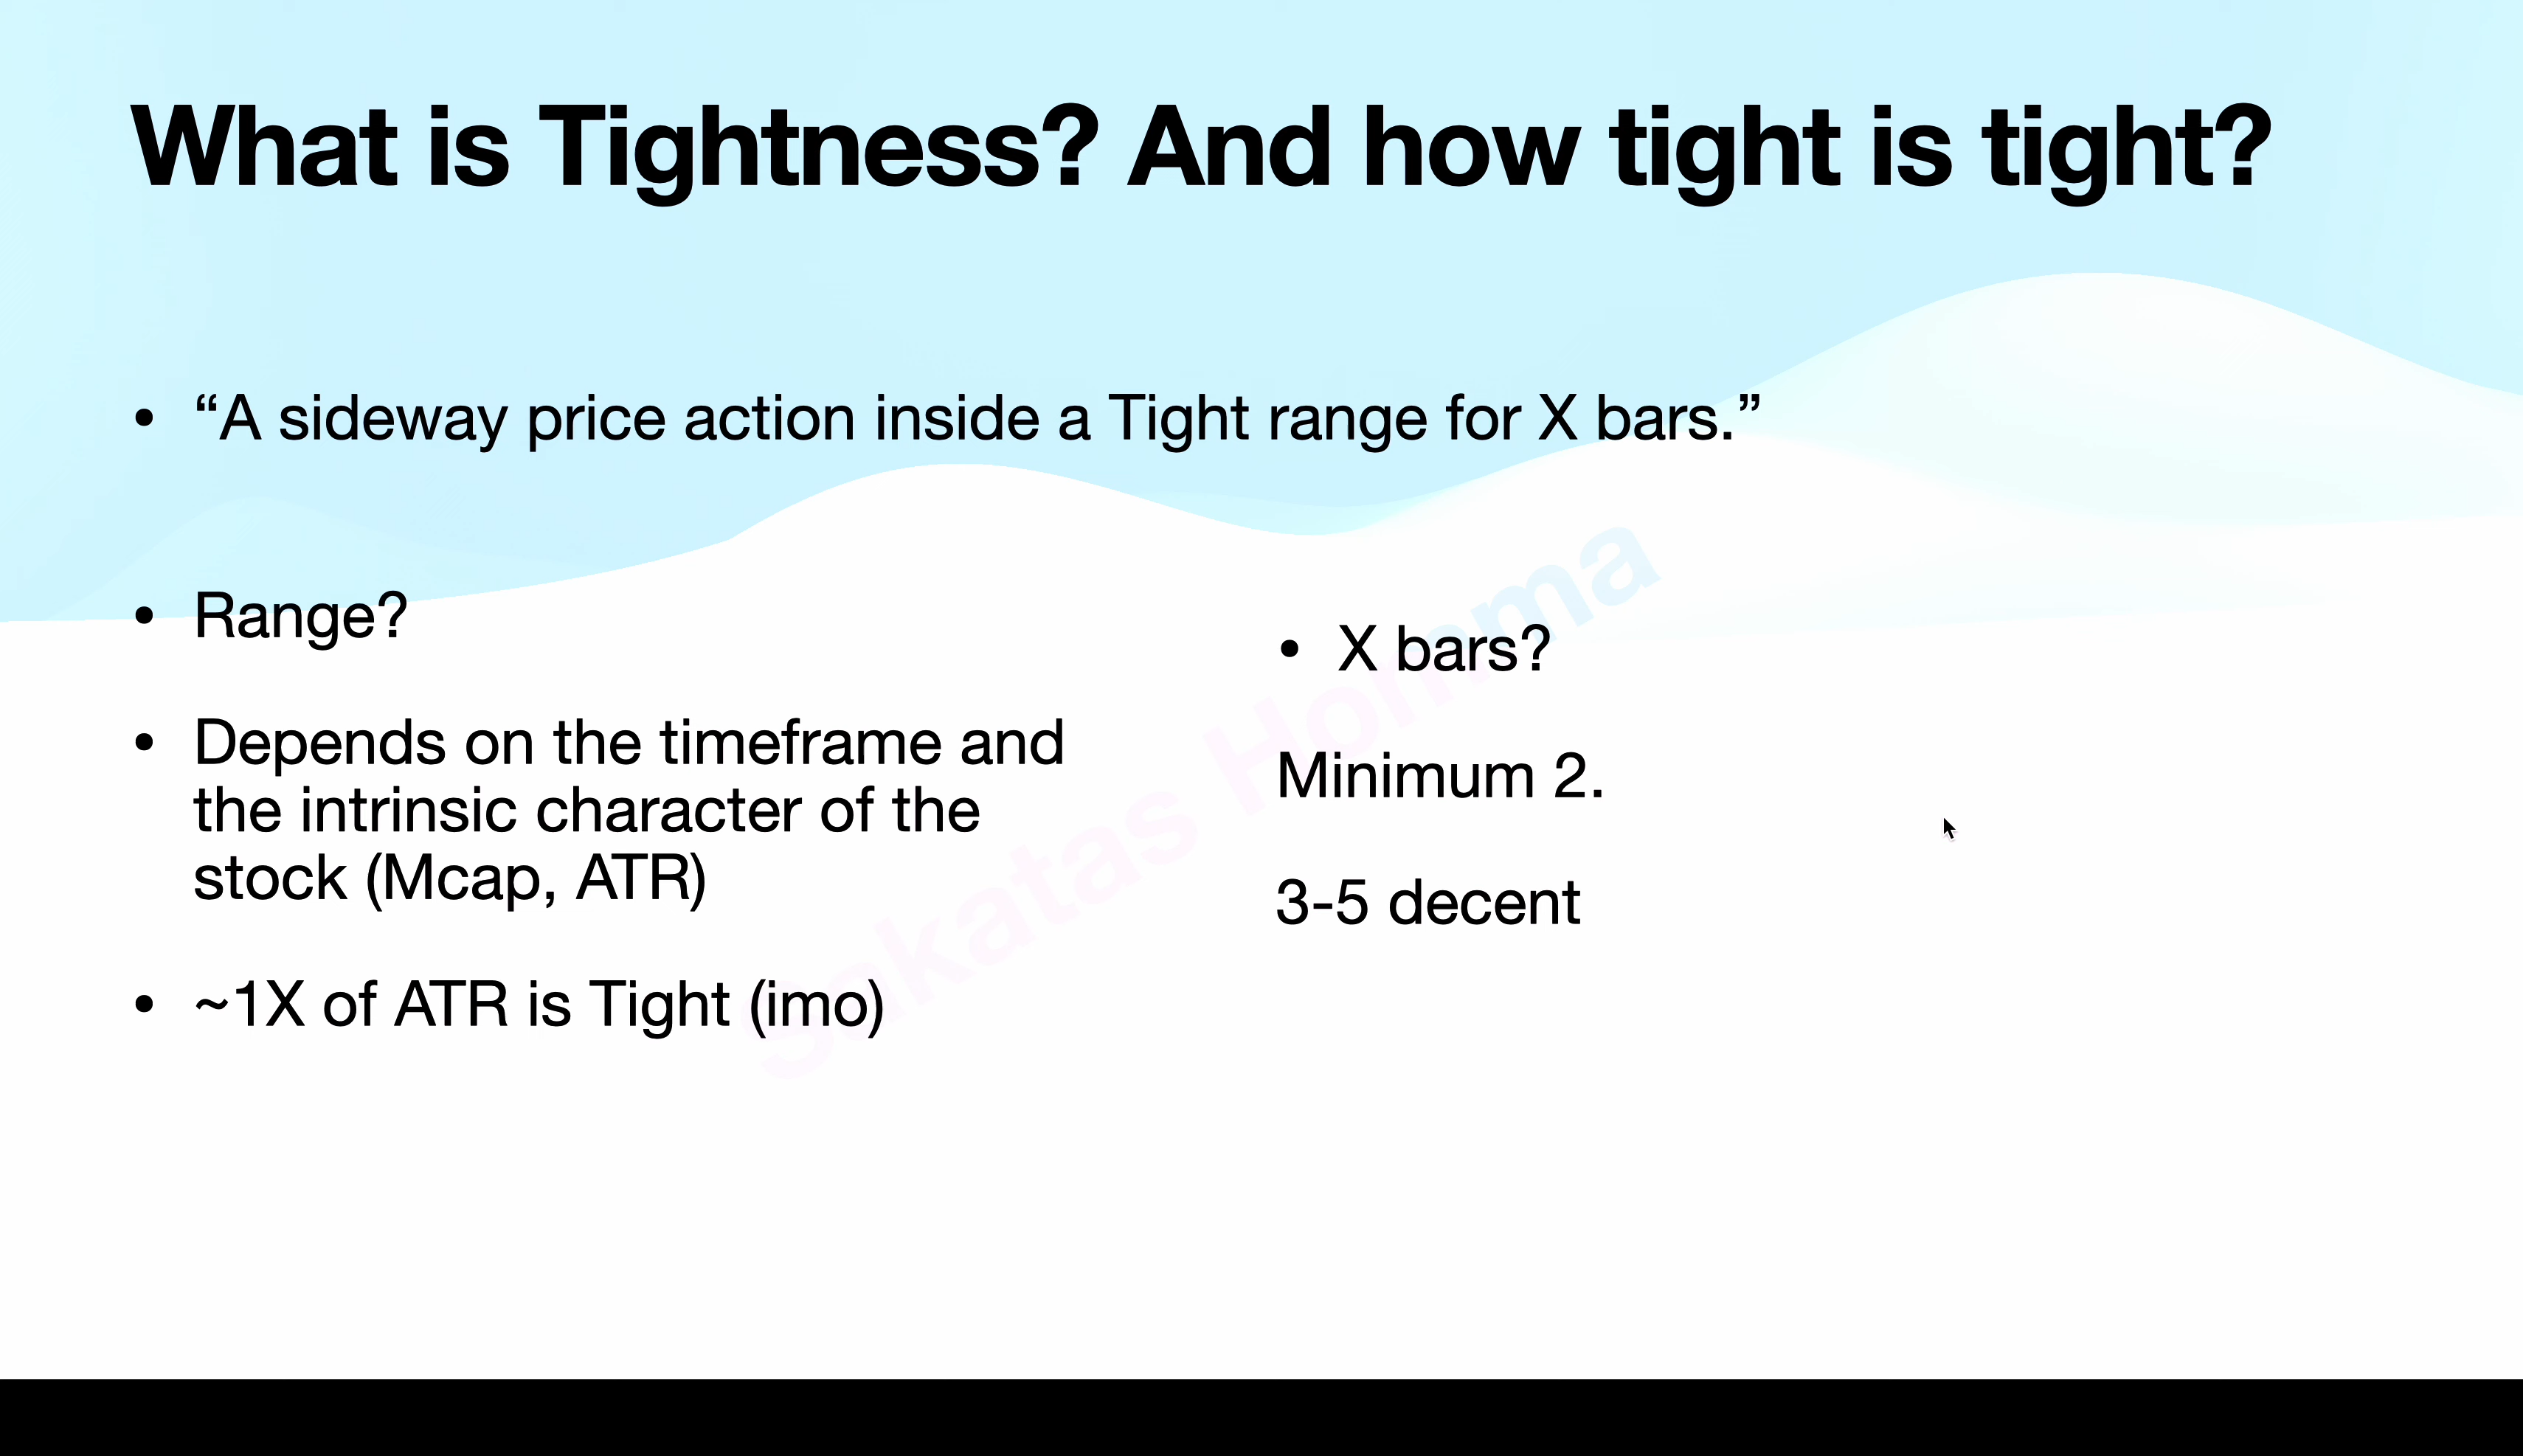 What is Tightness? And how tight is tight?
• “A sideway price action inside a Tight range for X bars.”
• Range?
• Depends on the timeframe and
the intrinsic character of the
stock (Mcap, ATR)
• ~1X of ATR is Tight (imo)
• X bars?
Minimum 2.
3-5 decent
Sakatas Homma